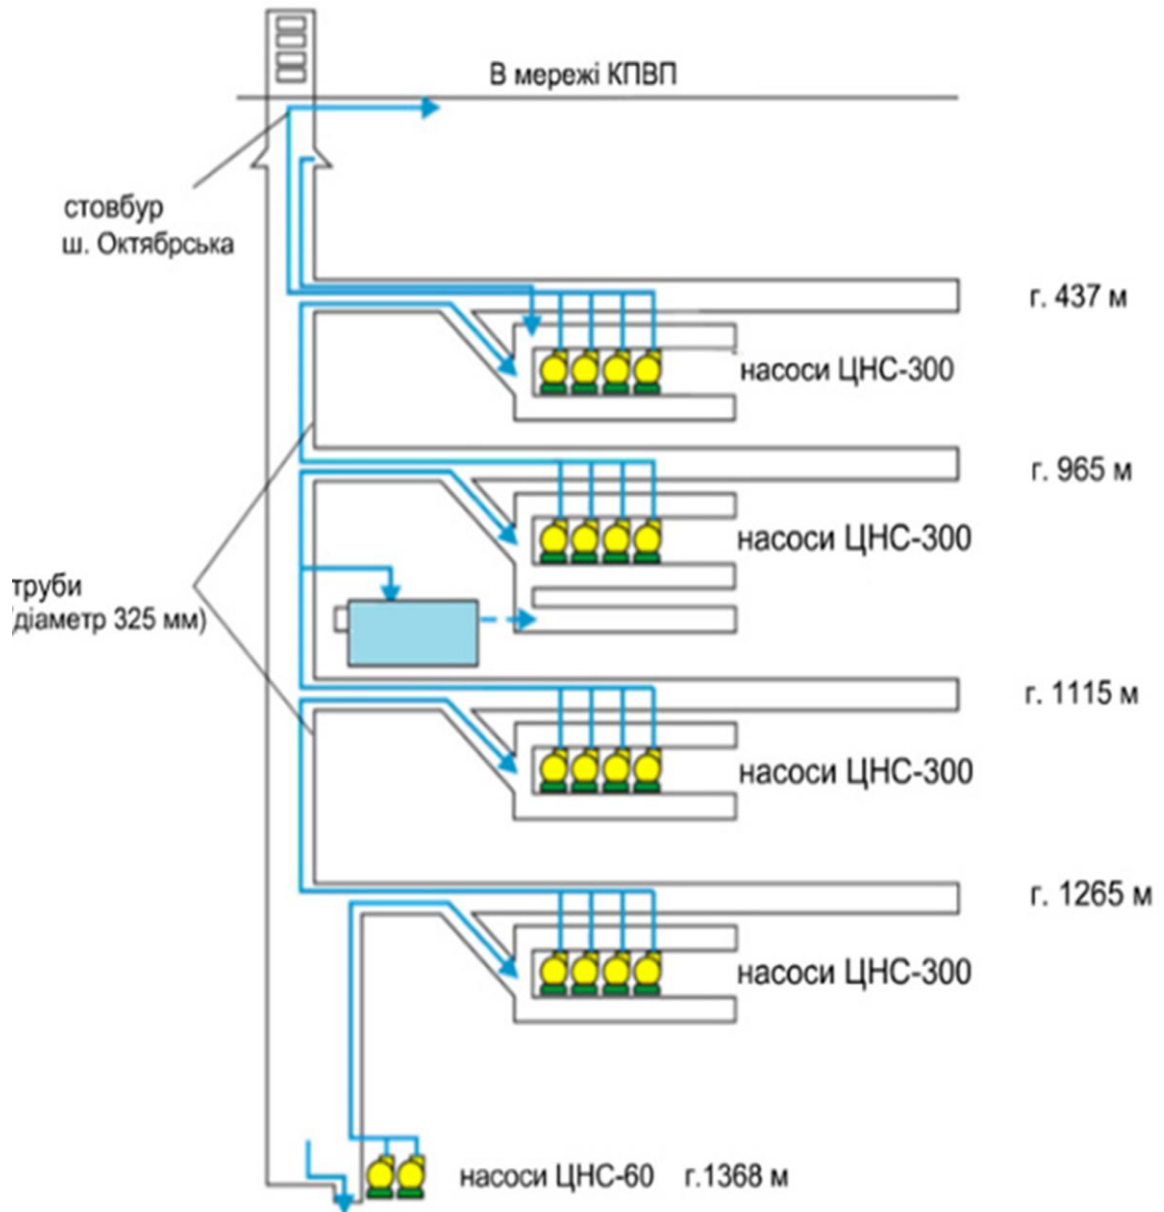 В мережі КПВП
стовбур
ш. Октябрська
г. 437 м
насоси ЦНС-300
г. 965 м
насоси ЦНС-300
труби
діаметр 325 мм)
г. 1115 м
насоси ЦНС-300
г. 1265 м
насоси ЦНС-300
насоси ЦНС-60 г.1368 м